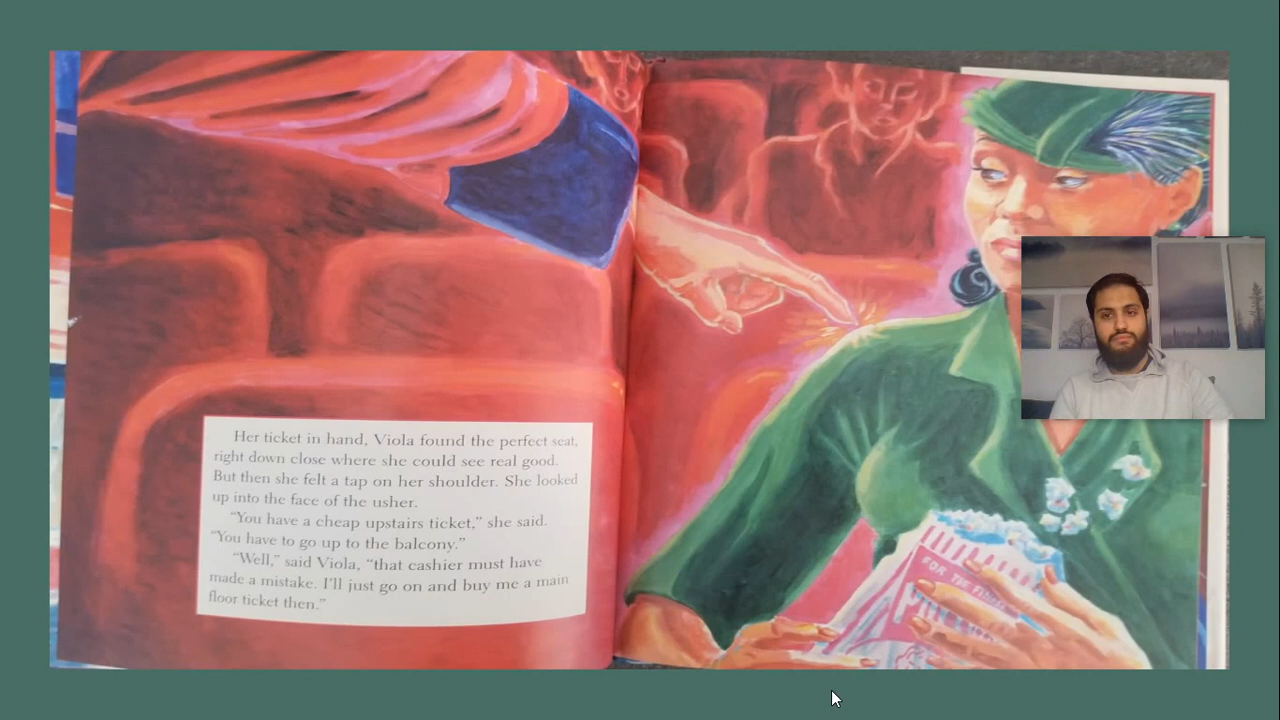 Her ticket in hand, Viola found the perfect seat,
right down close where she could see real good.
But then she felt a tap on her shoulder. She looked
up into the face of the usher.
“You have a cheap upstairs ticket,” she said.
“You have to go up to the balcony.”
“Well,” said Viola, “that cashier must have
made a mistake. I’ll just go on and buy me a main
floor ticket then.”
FOR THE FINEST